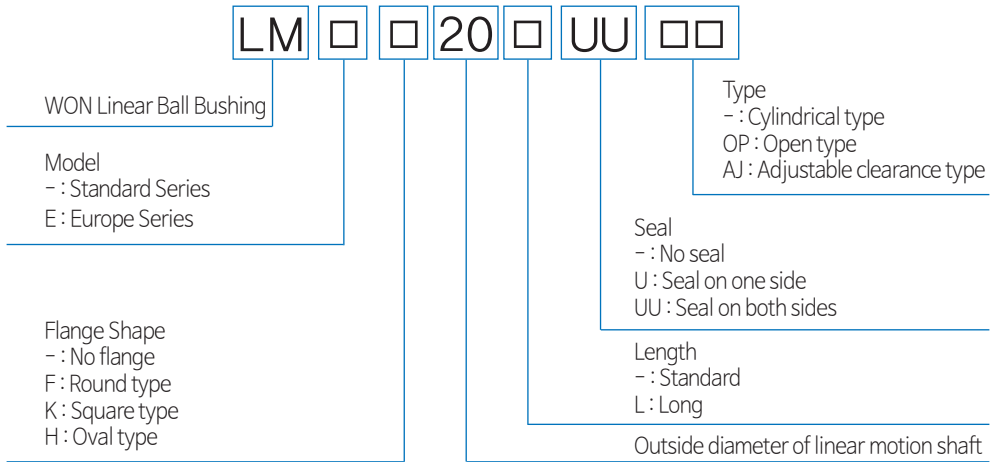 LM □ □ 20 □ UU □□
WON Linear Ball Bushing
Model
- : Standard Series
E : Europe Series
Flange Shape
- : No flange
F : Round type
K : Square type
H : Oval type
Type
- : Cylindrical type
OP : Open type
AJ : Adjustable clearance type
Seal
- : No seal
U : Seal on one side
UU : Seal on both sides
Length
- : Standard
L : Long
Outside diameter of linear motion shaft